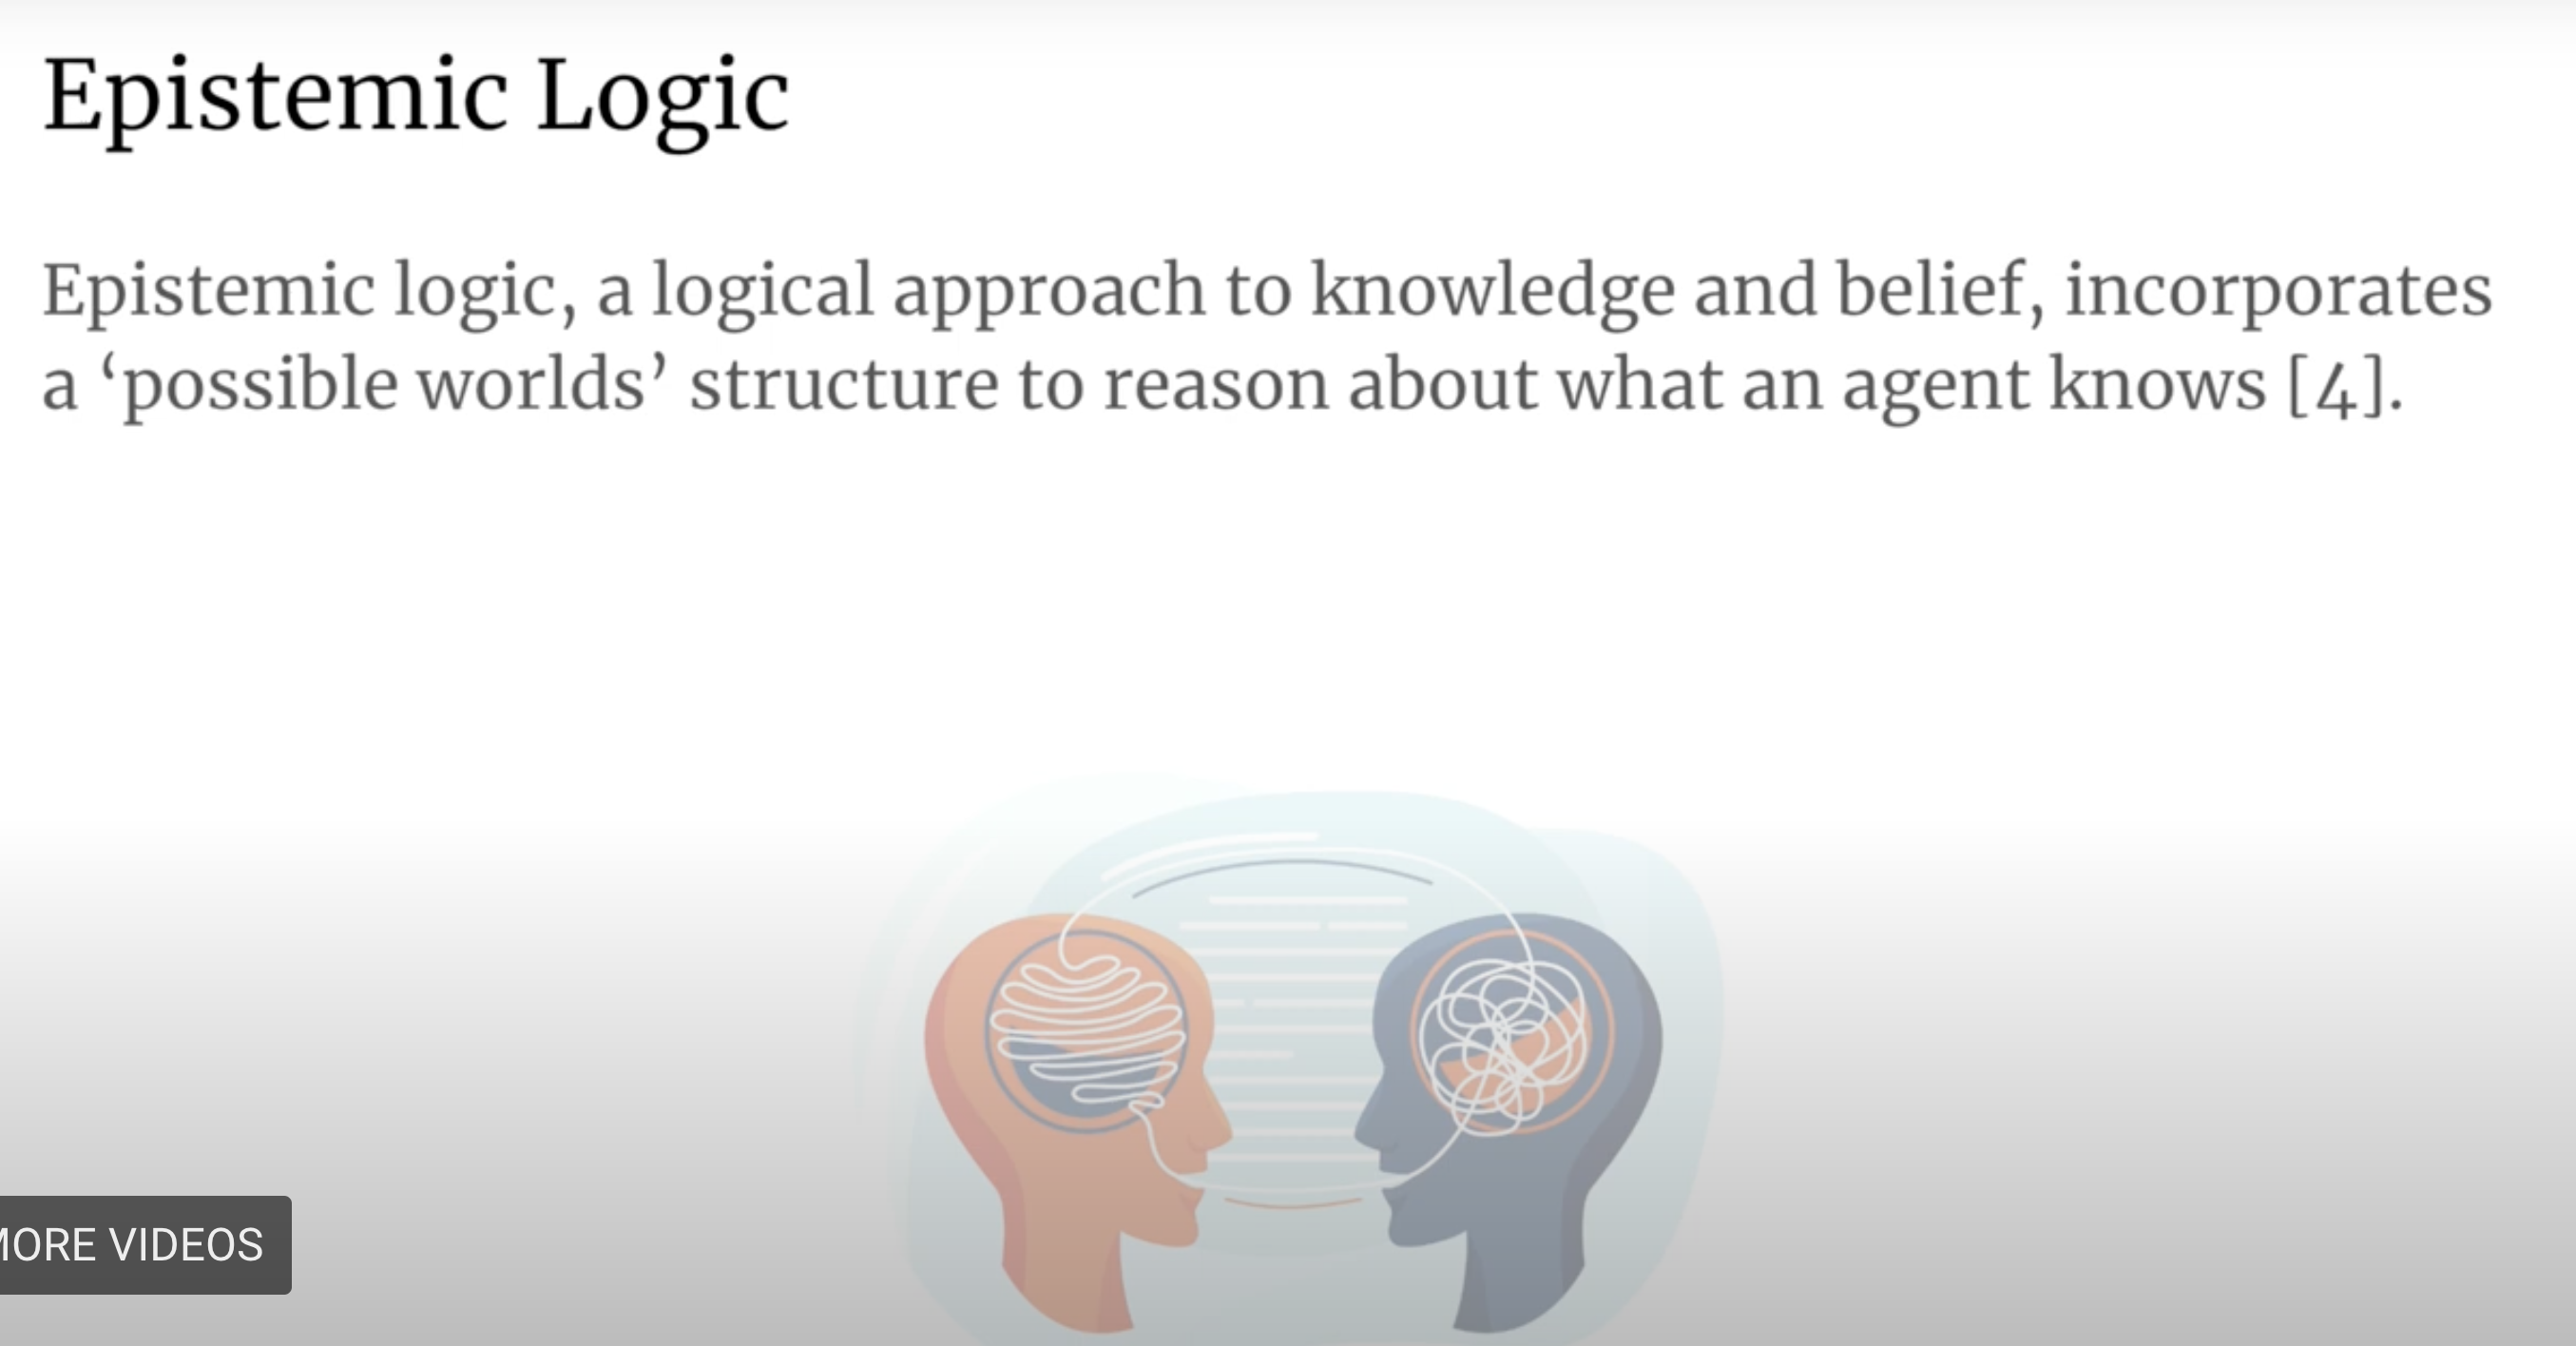 Epistemic Logic
Epistemic logic, a logical approach to knowledge and belief, incorporates
a ‘possible worlds’ structure to reason about what an agent knows [4].
MORE VIDEOS